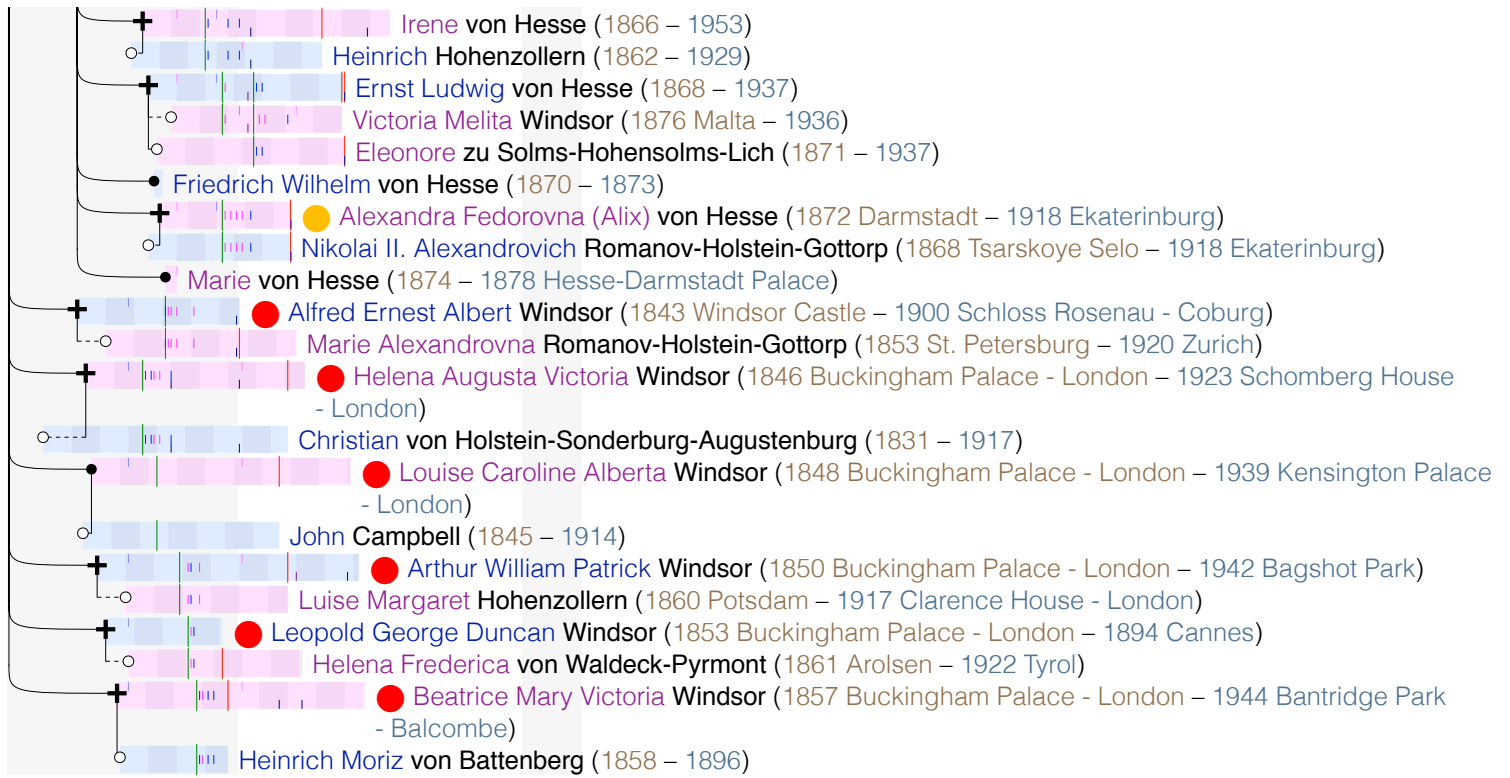 Irene von Hesse (1866 – 1953)
Heinrich Hohenzollern (1862 – 1929)
Ernst Ludwig von Hesse (1868 – 1937)
Victoria Melita Windsor (1876 Malta – 1936)
Eleonore zu Solms-Hohensolms-Lich (1871 – 1937)
Friedrich Wilhelm von Hesse (1870 – 1873)
Alexandra Fedorovna (Alix) von Hesse (1872 Darmstadt – 1918 Ekaterinburg)
Nikolai II. Alexandrovich Romanov-Holstein-Gottorp (1868 Tsarskoye Selo – 1918 Ekaterinburg)
Marie von Hesse (1874 – 1878 Hesse-Darmstadt Palace)
Alfred Ernest Albert Windsor (1843 Windsor Castle – 1900 Schloss Rosenau - Coburg)
Marie Alexandrovna Romanov-Holstein-Gottorp (1853 St. Petersburg – 1920 Zurich)
Helena Augusta Victoria Windsor (1846 Buckingham Palace - London – 1923 Schomberg House
- London)
Christian von Holstein-Sonderburg-Augustenburg (1831 – 1917)
Louise Caroline Alberta Windsor (1848 Buckingham Palace - London – 1939 Kensington Palace
- London)
John Campbell (1845 – 1914)
Arthur William Patrick Windsor (1850 Buckingham Palace - London – 1942 Bagshot Park)
Luise Margaret Hohenzollern (1860 Potsdam – 1917 Clarence House - London)
Leopold George Duncan Windsor (1853 Buckingham Palace - London – 1894 Cannes)
Helena Frederica von Waldeck-Pyrmont (1861 Arolsen – 1922 Tyrol)
Beatrice Mary Victoria Windsor (1857 Buckingham Palace - London – 1944 Bantridge Park
- Balcombe)
Heinrich Moriz von Battenberg (1858 – 1896)